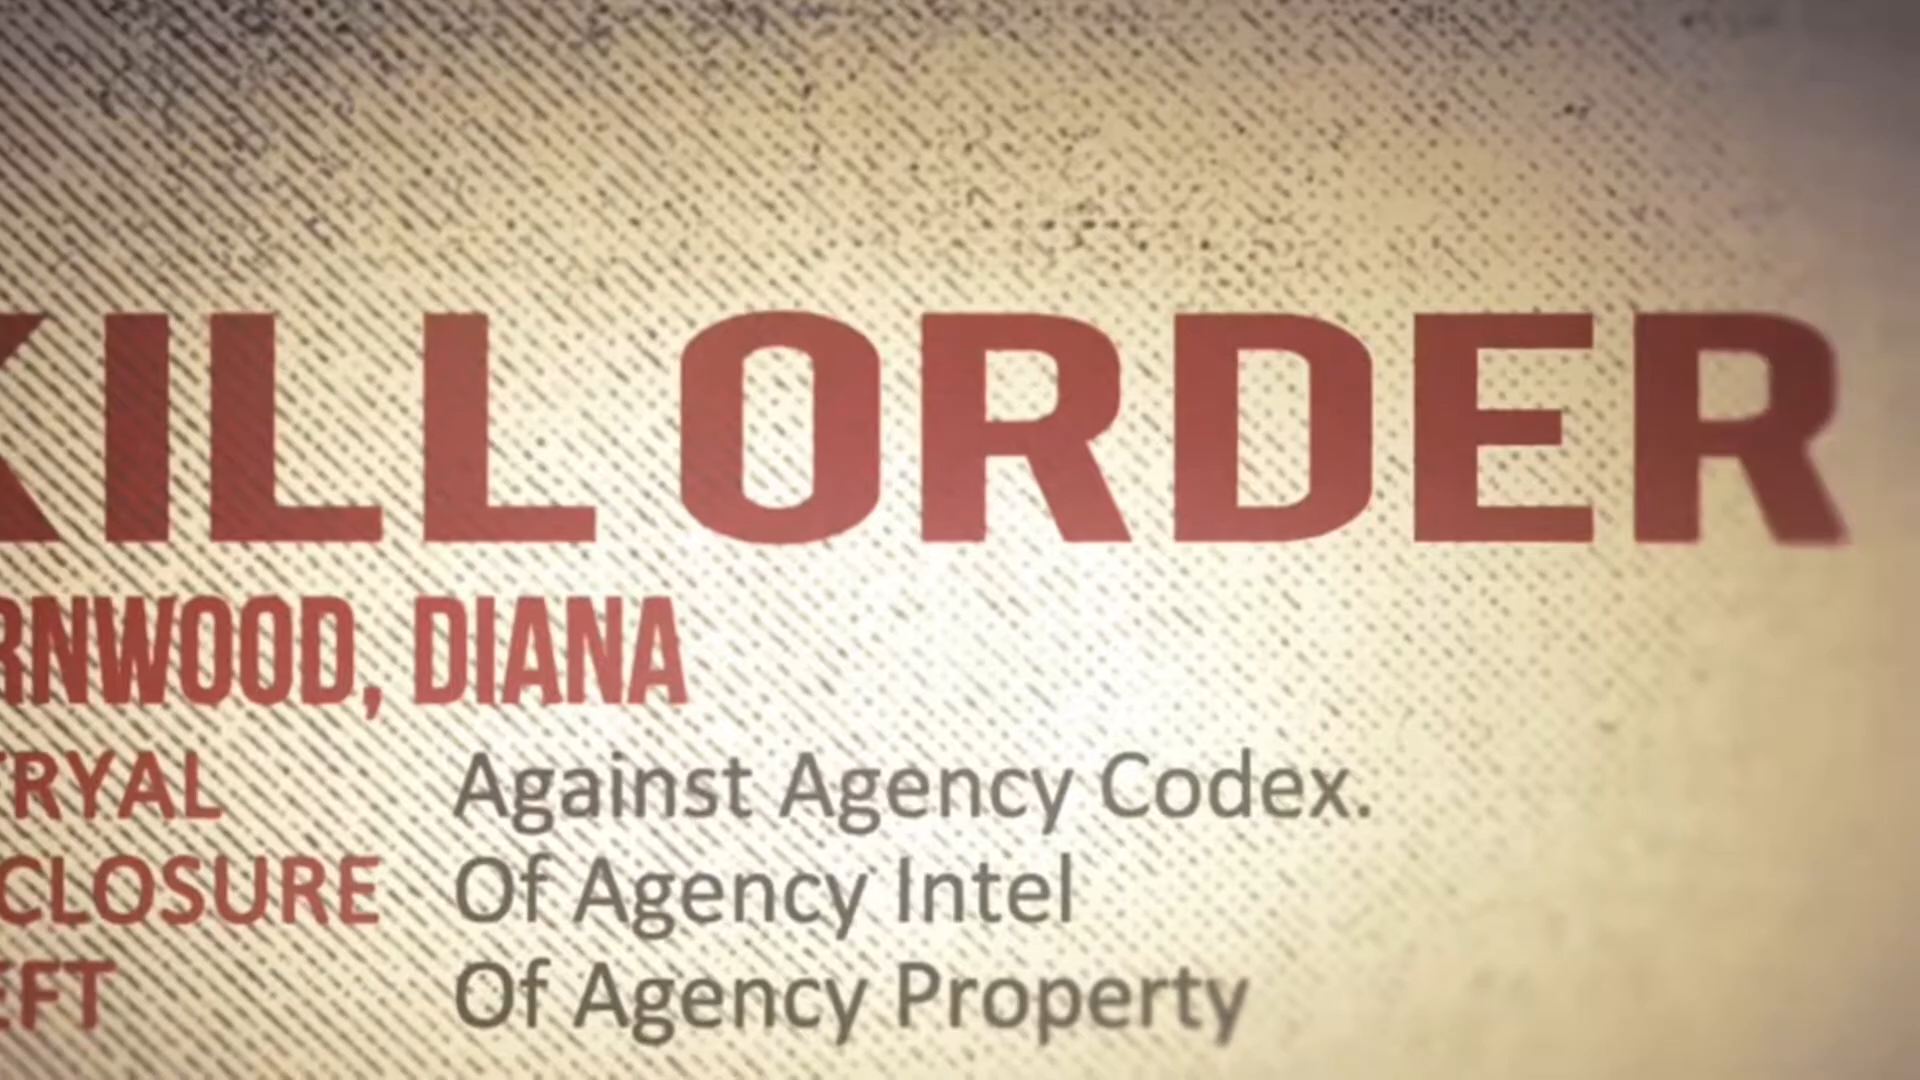 KILL ORDER
RNWOOD, DIANA
TRYAL Against Agency Codex.
CLOSURE Of Agency Intel
EFT Of Agency Property